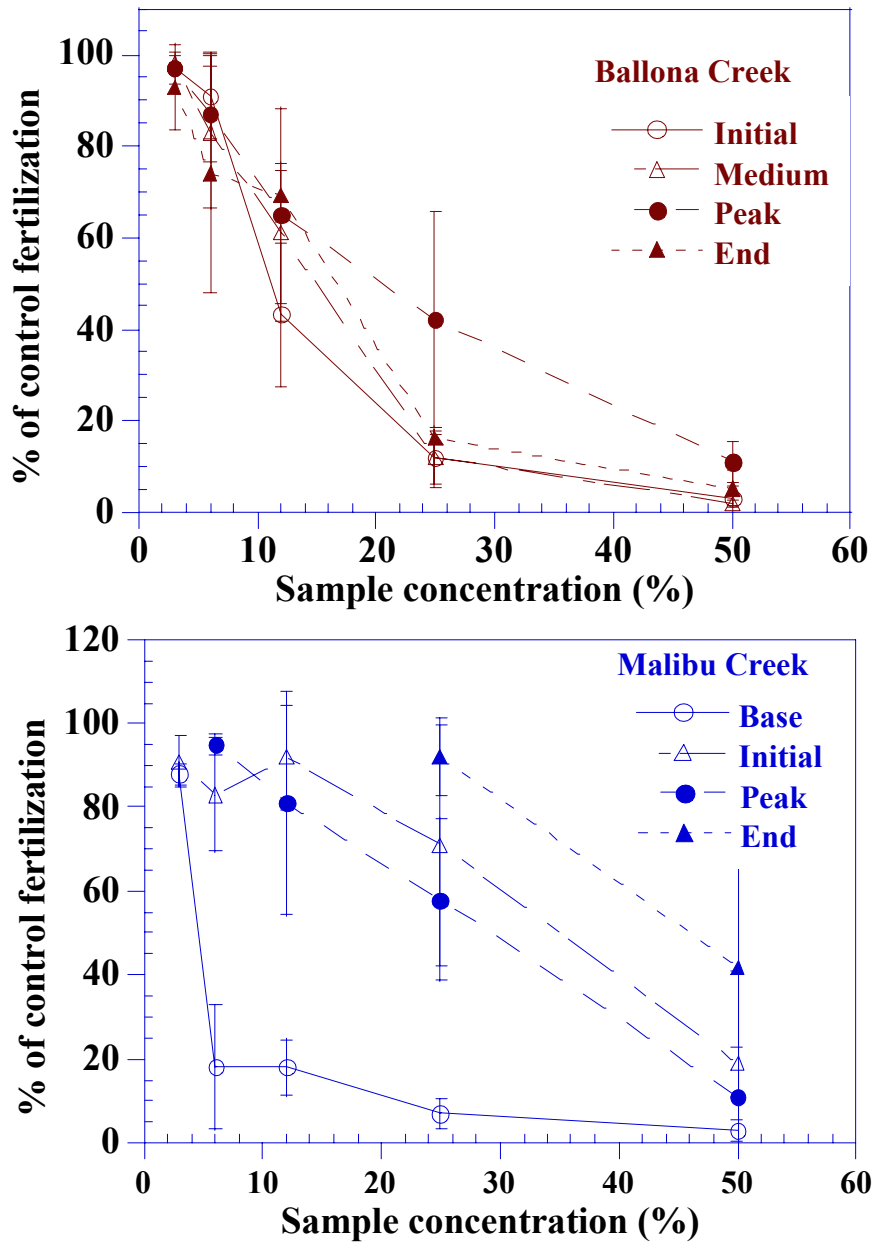 100
80
60
40
20
0
% of control fertilization
Ballona Creek
Initial
Medium
Peak
End
0 10 20 30 40 50 60
Sample concentration (%)
120
100
80
60
40
20
0
% of control fertilization
Malibu Creek
Base
Initial
Peak
End
0 10 20 30 40 50 60
Sample concentration (%)